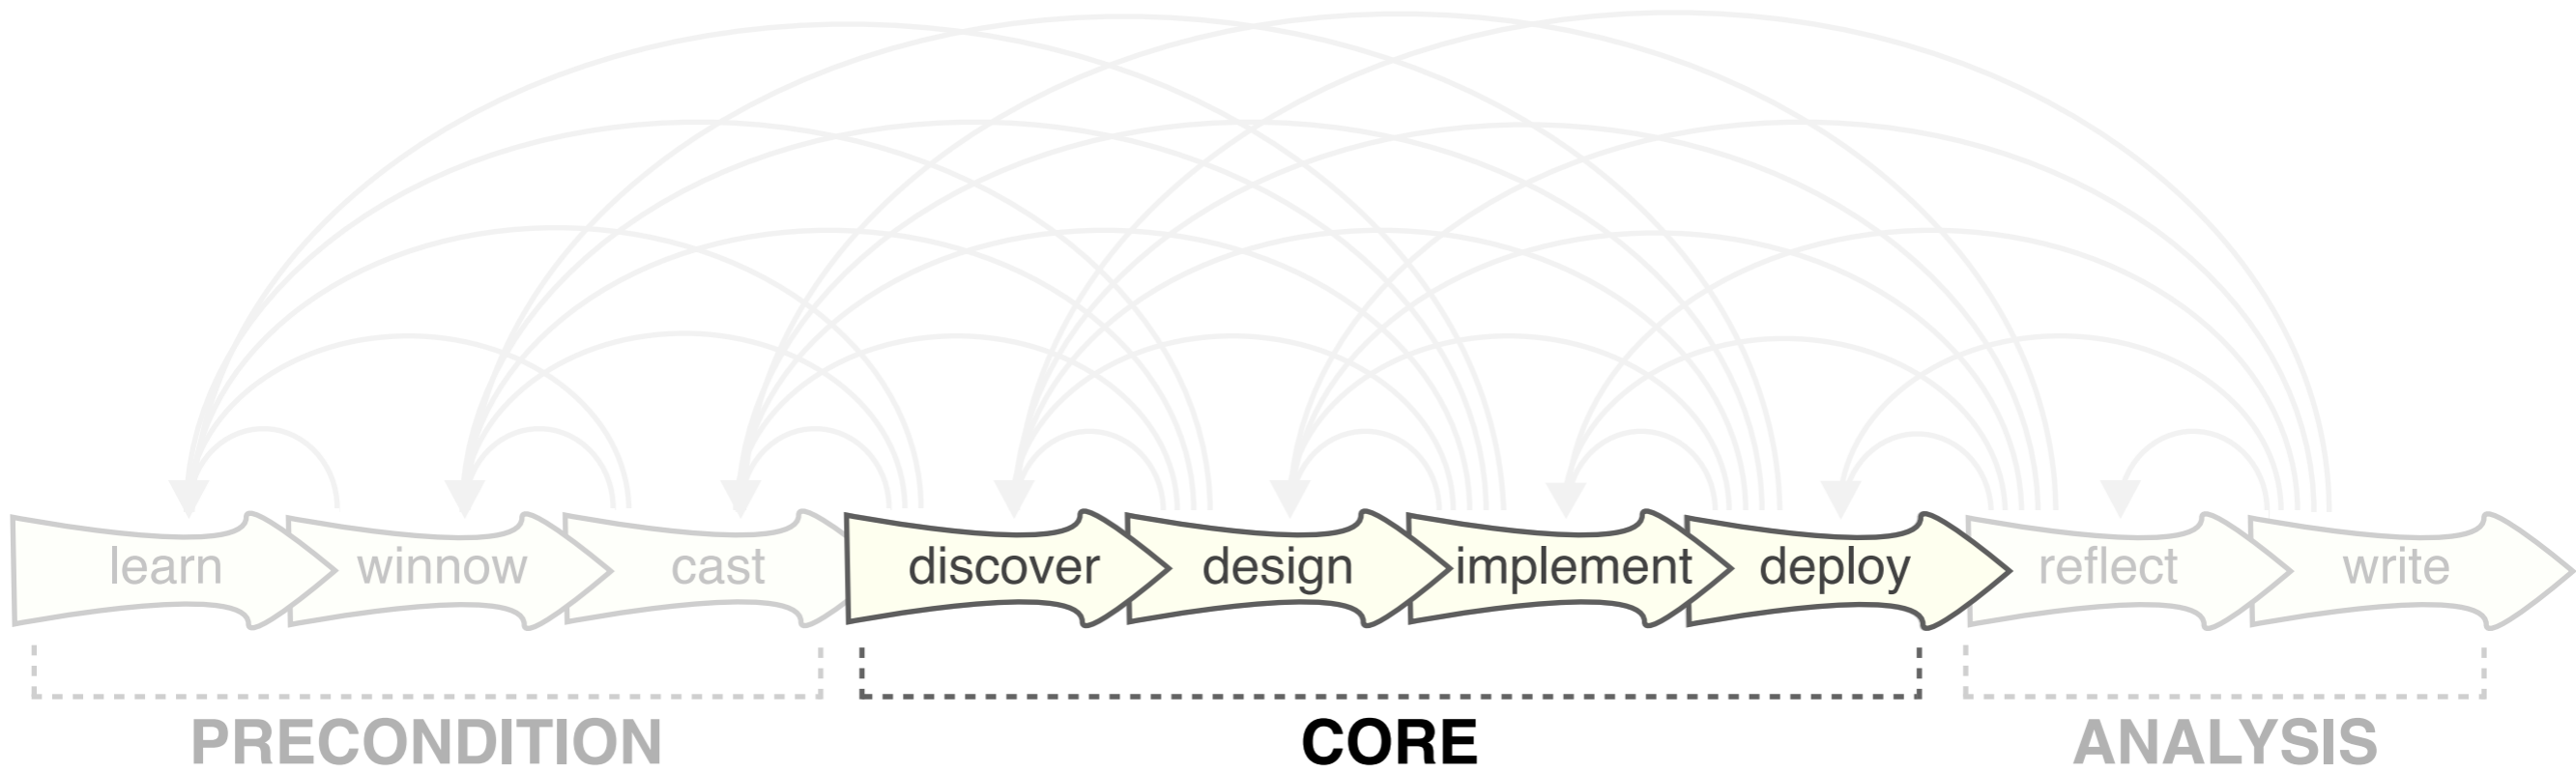 learn winnow cast discover design implement deploy reflect write
PRECONDITION CORE ANALYSIS